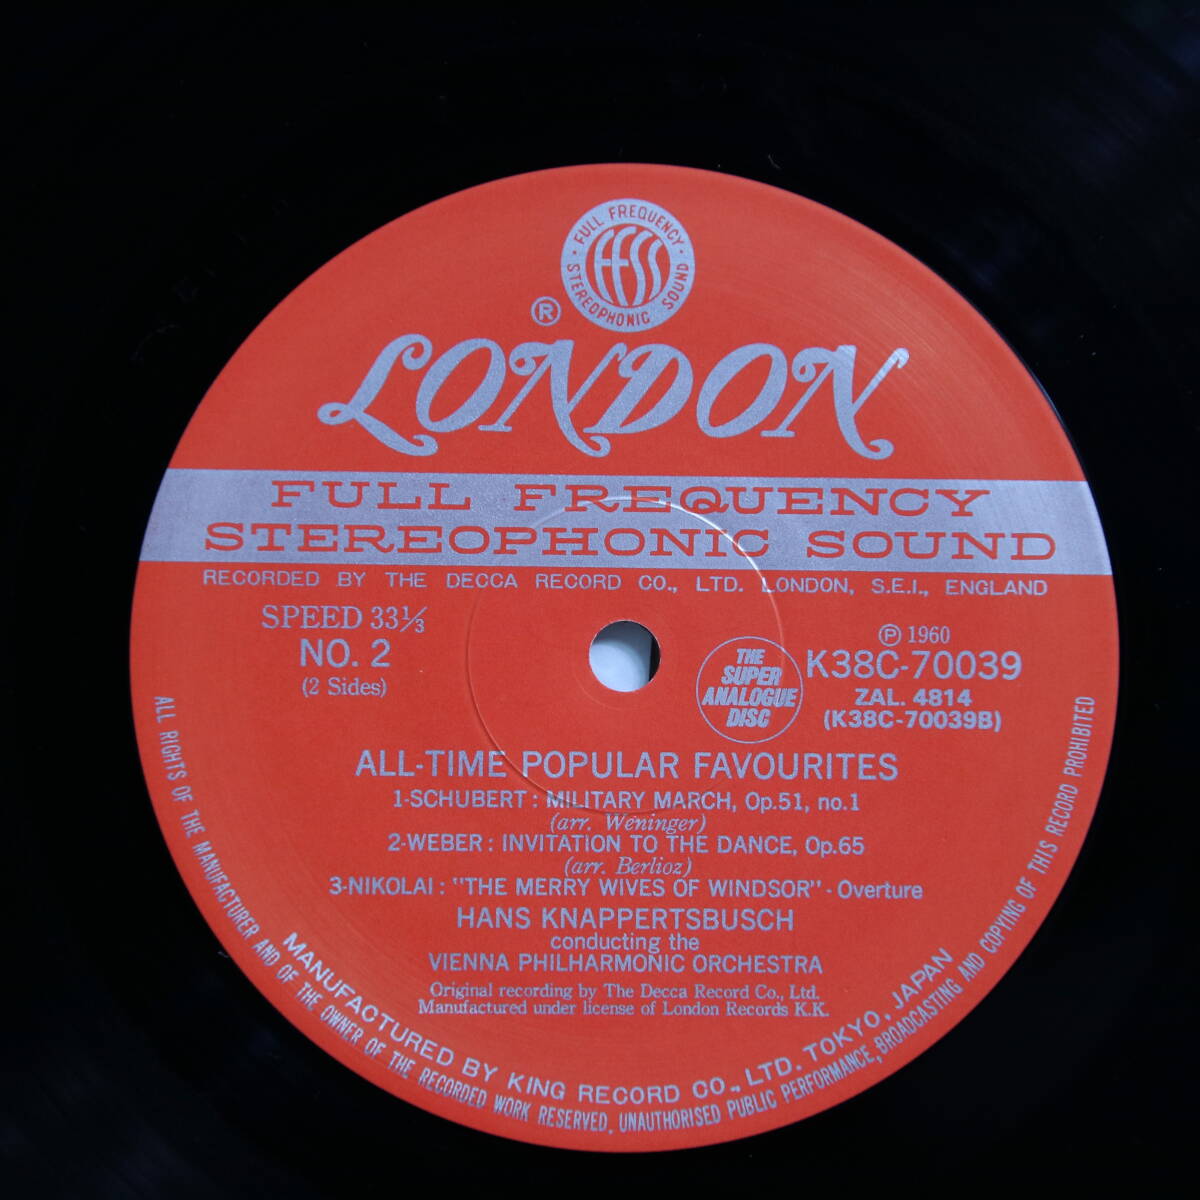 FULL FREQUENCY
STEREOPHONIC SOUND
FFSS
®
LONDON
FULL FREQUENCY
STEREOPHONIC SOUND
RECORDED BY THE DECCA RECORD CO., LTD. LONDON, S.E.I., ENGLAND
SPEED 33⅓
NO. 2
(2 Sides)
THE
SUPER
ANALOGUE
DISC
℗ 1960
K38C-70039
ZAL. 4814
(K38C-70039B)
ALL-TIME POPULAR FAVOURITES
1-SCHUBERT : MILITARY MARCH, Op.51, no.1
(arr. Weninger)
2-WEBER : INVITATION TO THE DANCE, Op.65
(arr. Berlioz)
3-NIKOLAI : "THE MERRY WIVES OF WINDSOR" - Overture
HANS KNAPPERTSBUSCH
conducting the
VIENNA PHILHARMONIC ORCHESTRA
Original recording by The Decca Record Co., Ltd.
Manufactured under license of London Records K.K.
MANUFACTURED BY KING RECORD CO., LTD. TOKYO, JAPAN
ALL RIGHTS OF THE MANUFACTURER AND OF THE OWNER OF THE RECORDED WORK RESERVED, UNAUTHORISED PUBLIC PERFORMANCE, BROADCASTING AND COPYING OF THIS RECORD PROHIBITED